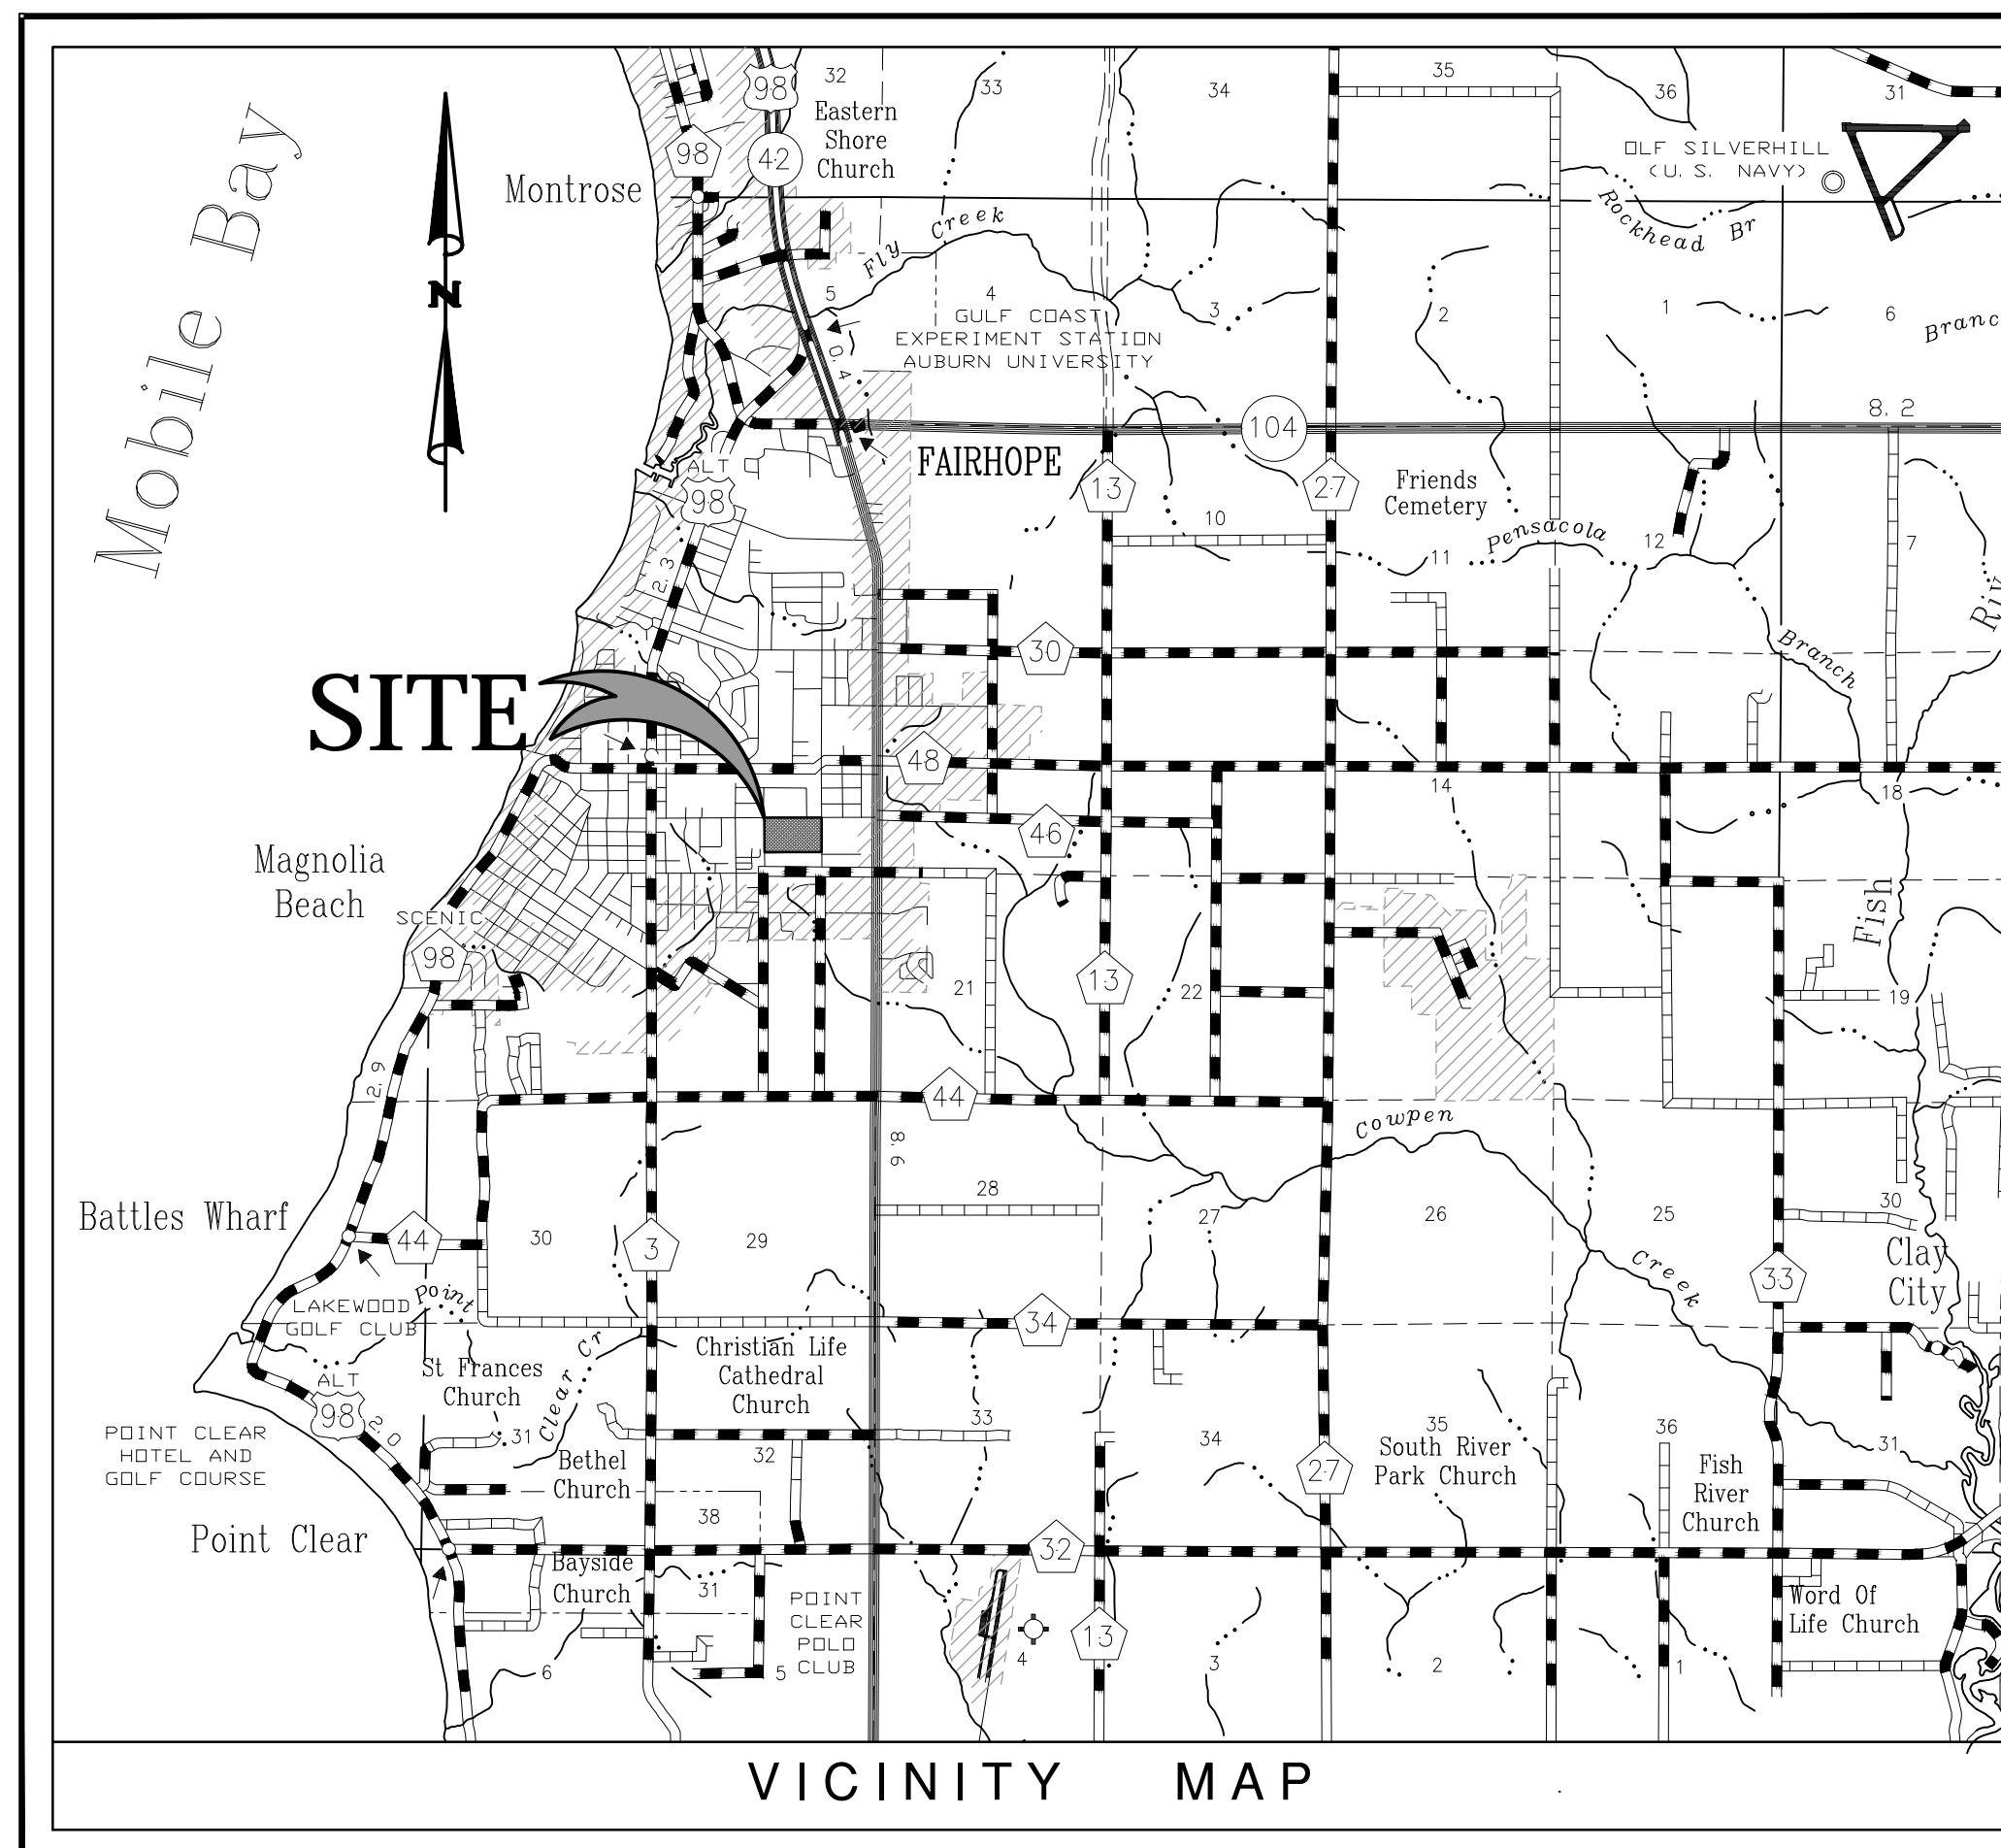 32
33
34
35
36
31
98
98
42
Eastern
Shore
Church
OLF SILVERHILL
(U. S. NAVY)
Montrose
Mobile Bay
N
Fly Creek
Rockhead Br
5
4
3
2
1
6
GULF COAST
EXPERIMENT STATION
AUBURN UNIVERSITY
Branc
0.4
8. 2
104
FAIRHOPE
ALT
98
13
27
Friends
Cemetery
10
11
12
7
Pensacola
Branch
2. 3
Riv
30
SITE
48
14
18
46
Magnolia
Beach
SCENIC
98
Fish
21
13
22
19
2. 9
44
Cowpen
Creek
8. 6
28
27
26
25
30
Battles Wharf
44
30
3
29
33
Clay
City
LAKEWOOD
GOLF CLUB
Point
Clear Cr
34
Christian Life
Cathedral
Church
St Frances
Church
ALT
98
2. 0
POINT CLEAR
HOTEL AND
GOLF COURSE
31
Bethel
Church
32
33
34
35
South River
Park Church
36
Fish
River
Church
31
27
38
Point Clear
32
Bayside
Church
31
POINT
CLEAR
POLO
CLUB
Word Of
Life Church
13
6
5
4
3
2
1
VICINITY MAP